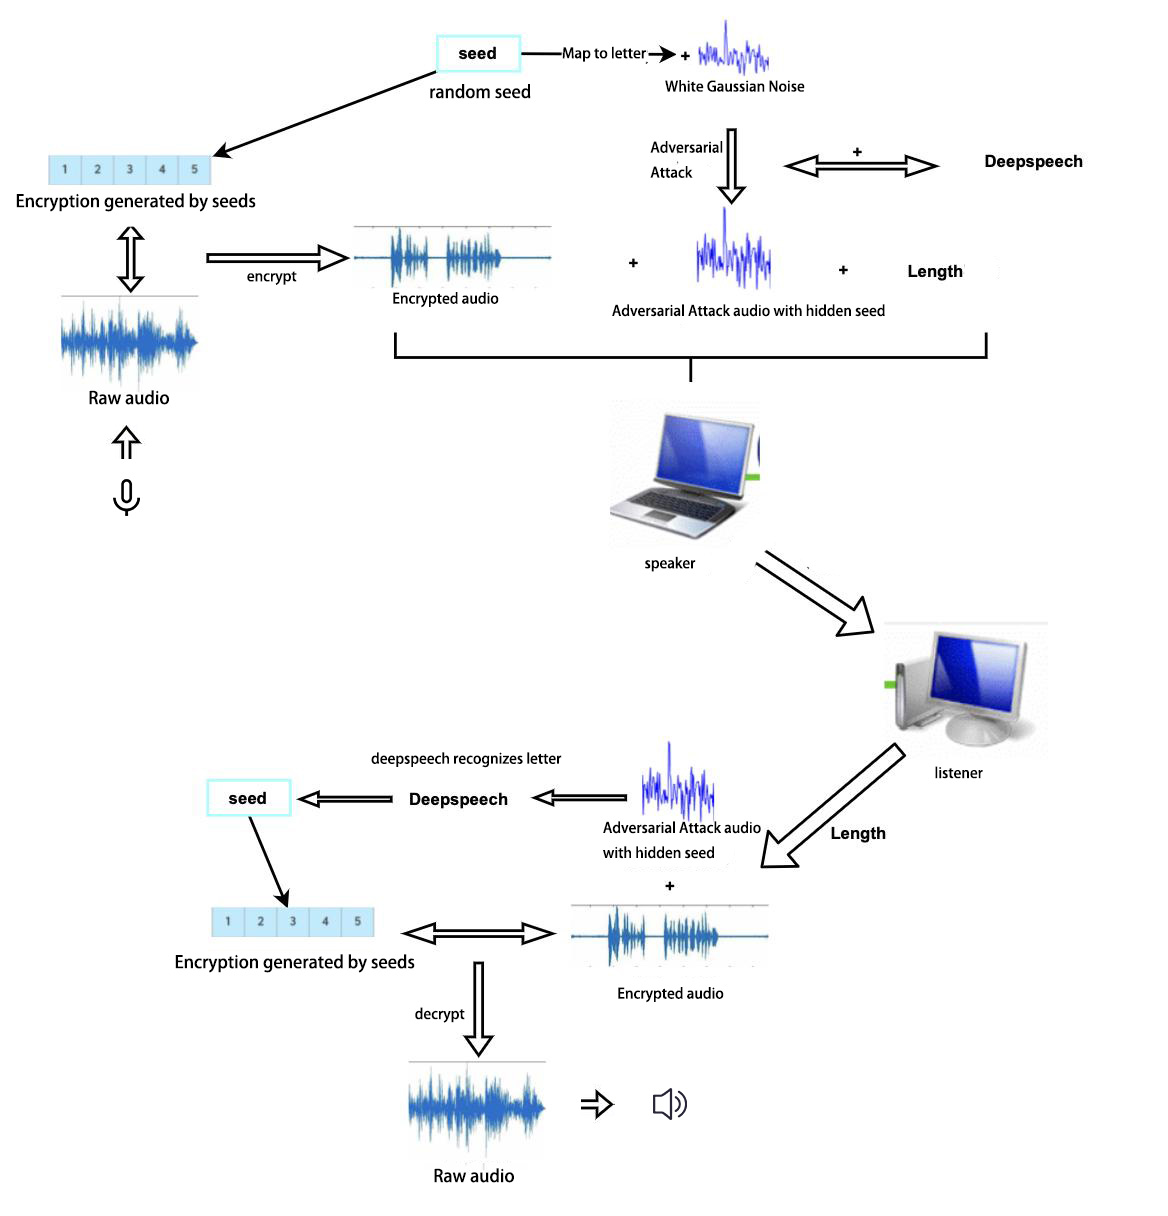 seed
Map to letter
+
random seed
White Gaussian Noise
Adversarial
Attack
+
Deepspeech
1 2 3 4 5
Encryption generated by seeds
encrypt
Encrypted audio
+
+
Length
Adversarial Attack audio with hidden seed
Raw audio
speaker
listener
deepspeech recognizes letter
seed
Deepspeech
Adversarial Attack audio
with hidden seed
Length
+
1 2 3 4 5
Encryption generated by seeds
Encrypted audio
decrypt
Raw audio